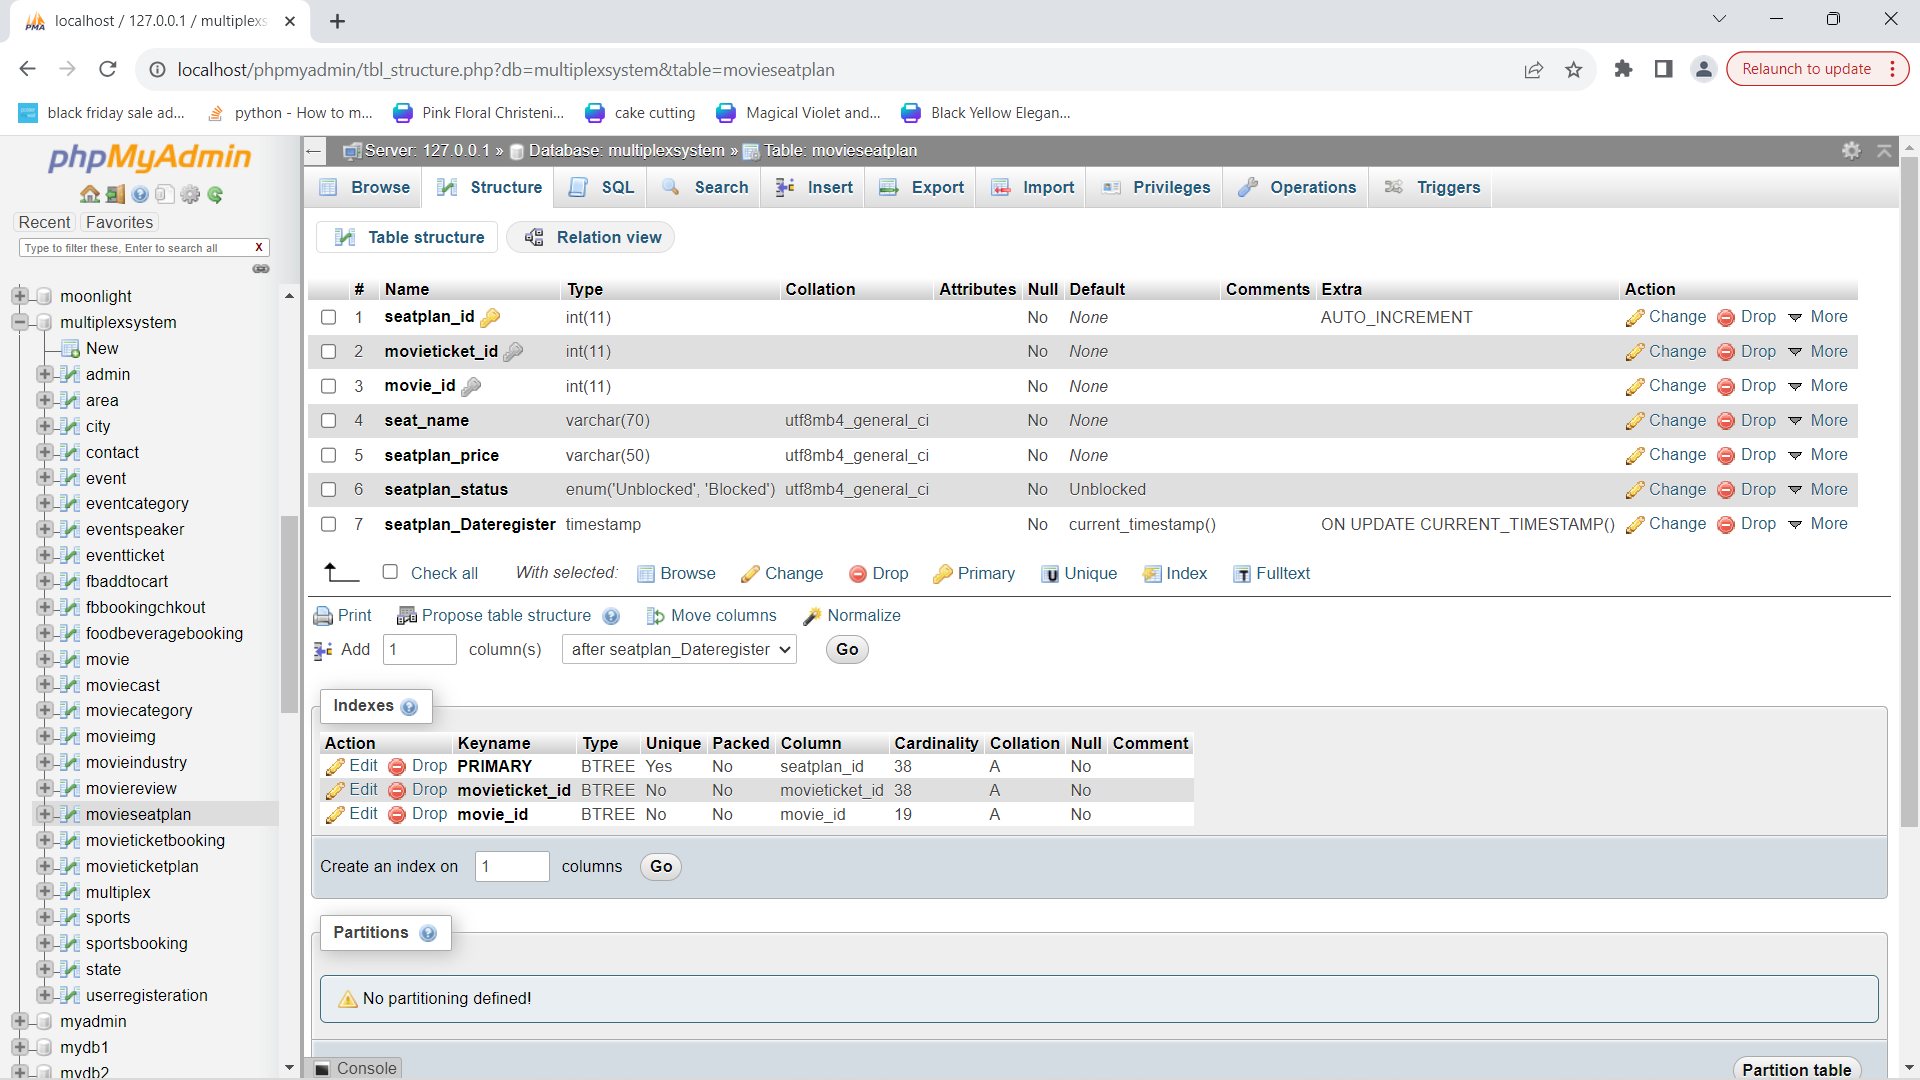 localhost / 127.0.0.1 / multiplexs
localhost/phpmyadmin/tbl_structure.php?db=multiplexsystem&table=movieseatplan
Relaunch to update
black friday sale ad...
python - How to m...
Pink Floral Christeni...
cake cutting
Magical Violet and...
Black Yellow Elegan...
phpMyAdmin
Recent Favorites
Type to filter these, Enter to search all X
moonlight
multiplexsystem
New
admin
area
city
contact
event
eventcategory
eventspeaker
eventticket
fbaddtocart
fbbookingchkout
foodbeveragebooking
movie
moviecast
moviecategory
movieimg
movieindustry
moviereview
movieseatplan
movieticketbooking
movieticketplan
multiplex
sports
sportsbooking
state
userregisteration
myadmin
mydb1
mydb2
Server: 127.0.0.1 » Database: multiplexsystem » Table: movieseatplan
Browse Structure SQL Search Insert Export Import Privileges Operations Triggers
Table structure Relation view
# Name Type Collation Attributes Null Default Comments Extra Action
1 seatplan_id int(11) No None AUTO_INCREMENT Change Drop More
2 movieticket_id int(11) No None Change Drop More
3 movie_id int(11) No None Change Drop More
4 seat_name varchar(70) utf8mb4_general_ci No None Change Drop More
5 seatplan_price varchar(50) utf8mb4_general_ci No None Change Drop More
6 seatplan_status enum('Unblocked', 'Blocked') utf8mb4_general_ci No Unblocked Change Drop More
7 seatplan_Dateregister timestamp No current_timestamp() ON UPDATE CURRENT_TIMESTAMP() Change Drop More
Check all With selected: Browse Change Drop Primary Unique Index Fulltext
Print Propose table structure Move columns Normalize
Add 1 column(s) after seatplan_Dateregister Go
Indexes
Action Keyname Type Unique Packed Column Cardinality Collation Null Comment
Edit Drop PRIMARY BTREE Yes No seatplan_id 38 A No
Edit Drop movieticket_id BTREE No No movieticket_id 38 A No
Edit Drop movie_id BTREE No No movie_id 19 A No
Create an index on 1 columns Go
Partitions
No partitioning defined!
Partition table
Console